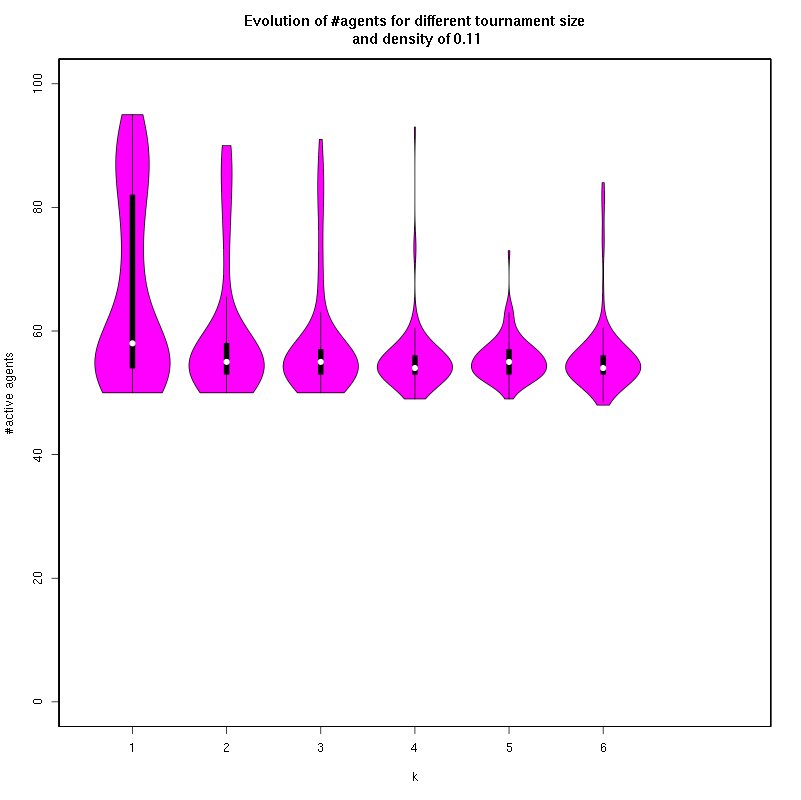 Evolution of #agents for different tournament size
and density of 0.11
100
80
60
40
20
0
#active agents
1 2 3 4 5 6
k